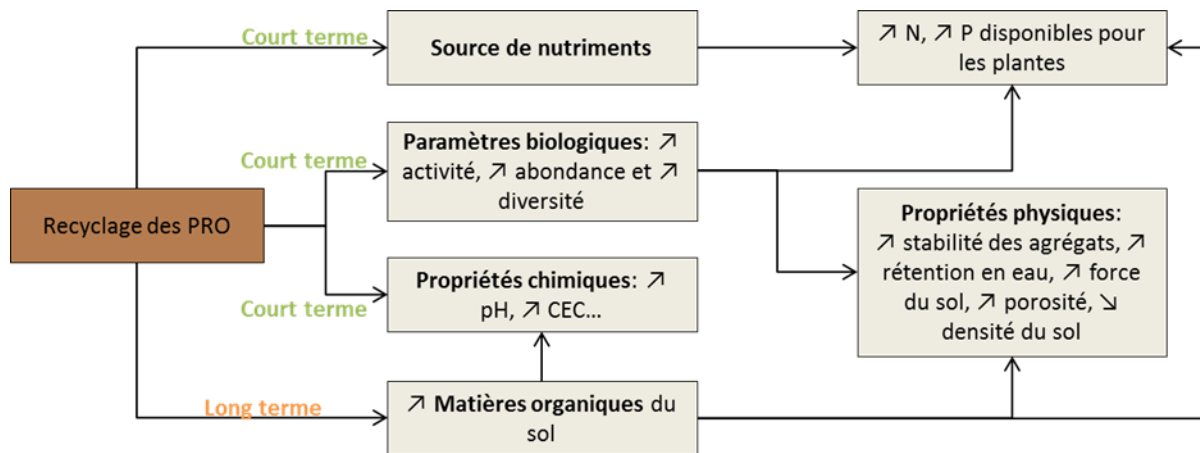 Court terme
Source de nutriments
↗ N, ↗ P disponibles pour
les plantes
Court terme
Paramètres biologiques: ↗
activité, ↗ abondance et ↗
diversité
Recyclage des PRO
Propriétés physiques:
↗ stabilité des agrégats, ↗
rétention en eau, ↗ force
du sol, ↗ porosité, ↘
densité du sol
Court terme
Propriétés chimiques: ↗
pH, ↗ CEC...
Long terme
↗ Matières organiques du
sol